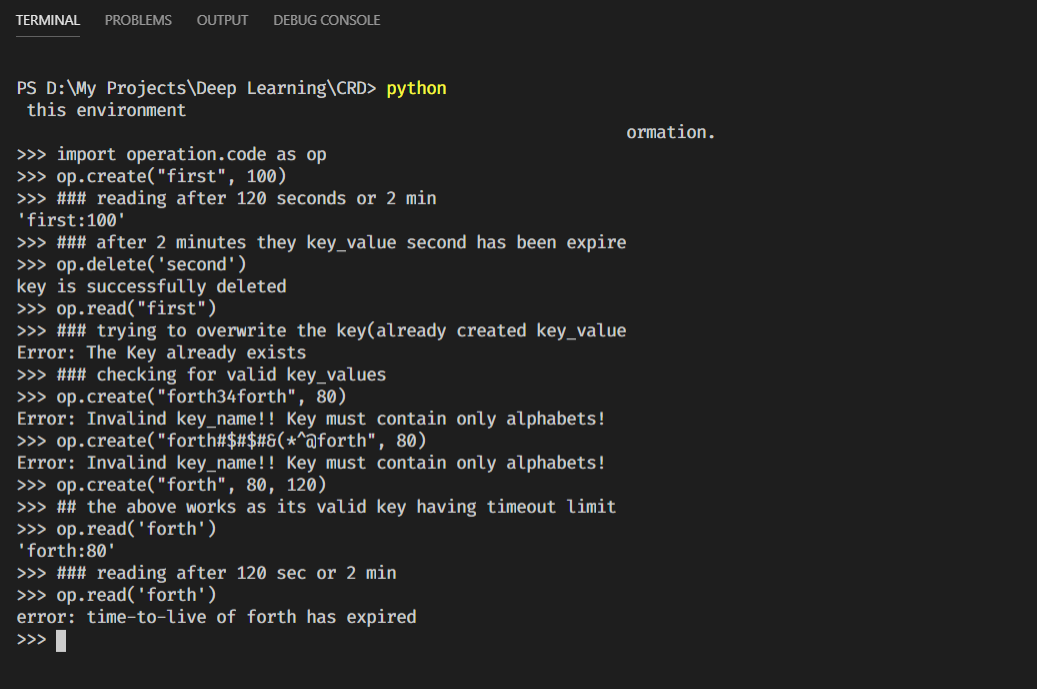 TERMINAL PROBLEMS OUTPUT DEBUG CONSOLE
PS D:\My Projects\Deep Learning\CRD> python
this environment
ormation.
>>> import operation.code as op
>>> op.create("first", 100)
>>> ### reading after 120 seconds or 2 min
'first:100'
>>> ### after 2 minutes they key_value second has been expire
>>> op.delete('second')
key is successfully deleted
>>> op.read("first")
>>> ### trying to overwrite the key(already created key_value
Error: The Key already exists
>>> ### checking for valid key_values
>>> op.create("forth34forth", 80)
Error: Invalind key_name!! Key must contain only alphabets!
>>> op.create("forth#$#$#&(*^@forth", 80)
Error: Invalind key_name!! Key must contain only alphabets!
>>> op.create("forth", 80, 120)
>>> ## the above works as its valid key having timeout limit
>>> op.read('forth')
'forth:80'
>>> ### reading after 120 sec or 2 min
>>> op.read('forth')
error: time-to-live of forth has expired
>>>